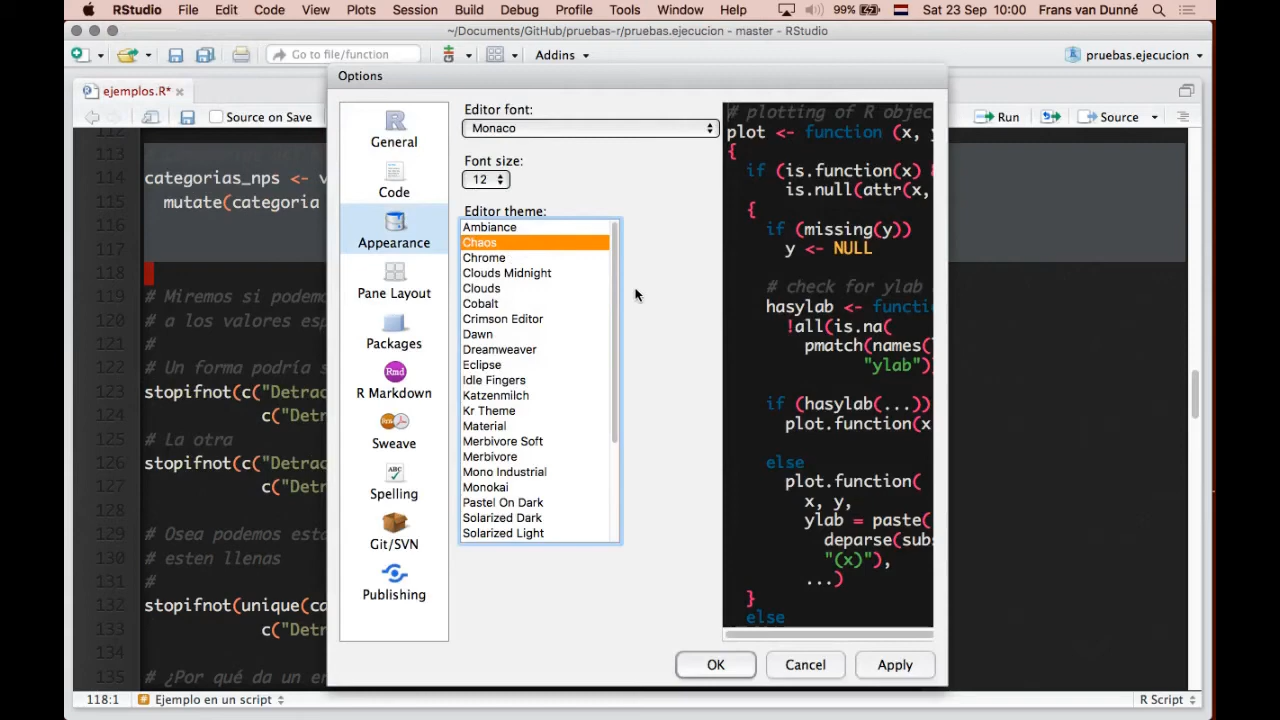 RStudio File Edit Code View Plots Session Build Debug Profile Tools Window Help 99% Sat 23 Sep 10:00 Frans van Dunné
~/Documents/GitHub/pruebas-r/pruebas.ejecucion - master - RStudio
Go to file/function Addins pruebas.ejecucion
ejemplos.R*
Source on Save Run Source
Options
General
Code
Appearance
Pane Layout
Packages
R Markdown
Sweave
Spelling
Git/SVN
Publishing
Editor font:
Monaco
Font size:
12
Editor theme:
Ambiance
Chaos
Chrome
Clouds Midnight
Clouds
Cobalt
Crimson Editor
Dawn
Dreamweaver
Eclipse
Idle Fingers
Katzenmilch
Kr Theme
Material
Merbivore Soft
Merbivore
Mono Industrial
Monokai
Pastel On Dark
Solarized Dark
Solarized Light
# plotting of R objec
plot <- function (x, y
{
if (is.function(x) &
is.null(attr(x,
{
if (missing(y))
y <- NULL
# check for ylab
hasylab <- func
!all(is.na(
pmatch(names(
"ylab")
if (hasylab(...))
plot.function(x
else
plot.function(
x, y,
ylab = paste(
deparse(subs
"(x)"),
...)
}
else
OK Cancel Apply
113
114 categorias_nps <- v
115 mutate(categoria
116
117
118
119 # Miremos si podemo
120 # a los valores esp
121 #
122 # Un forma podría s
123 stopifnot(c("Detrac
124 c("Detr
125 # La otra
126 stopifnot(c("Detrac
127 c("Detr
128
129 # Osea podemos esta
130 # esten llenas
131 #
132 stopifnot(unique(ca
133 c("Detr
134
135 # ¿Por qué da un er
118:1 Ejemplo en un script R Script